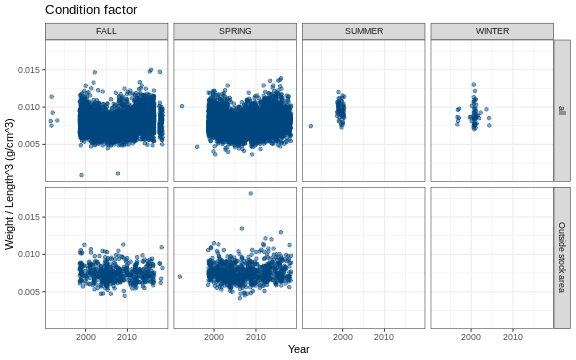 Condition factor
FALL SPRING SUMMER WINTER
0.015
0.010
0.005
all
0.015
0.010
0.005
Outside stock area
Weight / Length^3 (g/cm^3)
2000 2010 2000 2010 2000 2010 2000 2010
Year